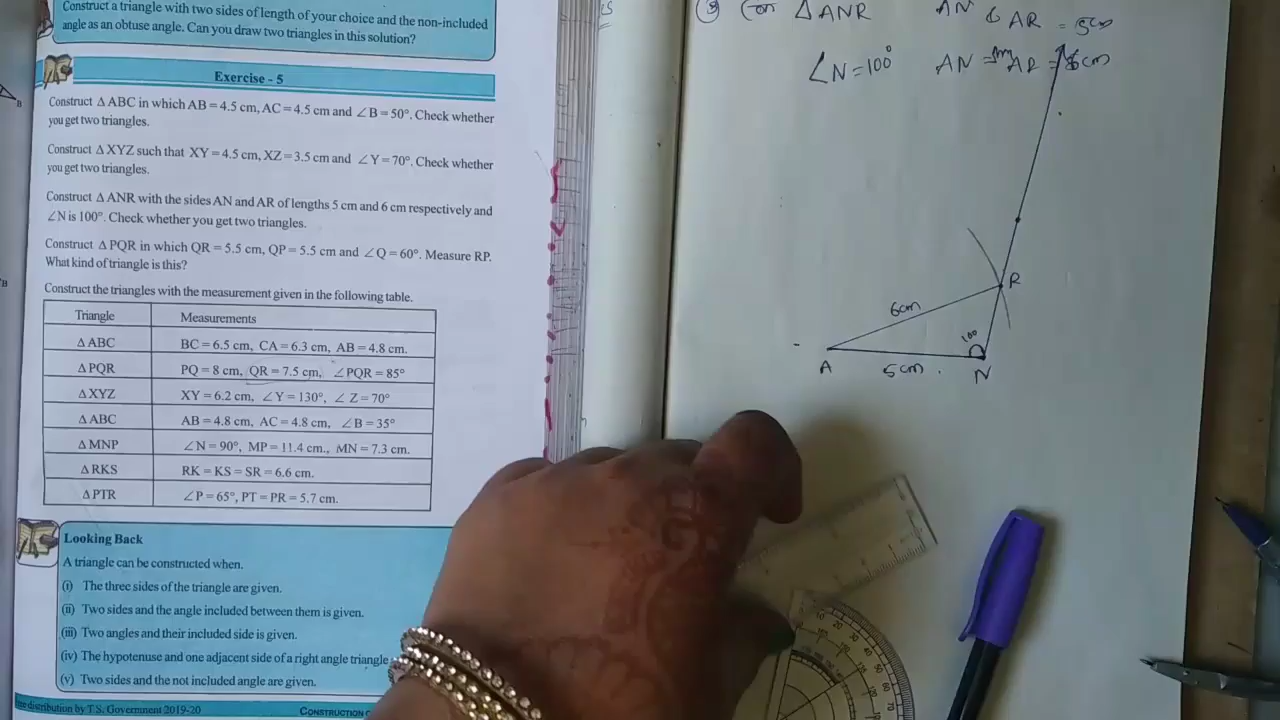 Construct a triangle with two sides of length of your choice and the non-included
angle as an obtuse angle. Can you draw two triangles in this solution?
Exercise - 5
Construct Δ ABC in which AB = 4.5 cm, AC = 4.5 cm and ∠B = 50°. Check whether
you get two triangles.
Construct Δ XYZ such that XY = 4.5 cm, XZ = 3.5 cm and ∠Y = 70°. Check whether
you get two triangles.
Construct Δ ANR with the sides AN and AR of lengths 5 cm and 6 cm respectively and
∠N is 100°. Check whether you get two triangles.
Construct Δ PQR in which QR = 5.5 cm, QP = 5.5 cm and ∠Q = 60°. Measure RP.
What kind of triangle is this?
Construct the triangles with the measurement given in the following table.
Triangle Measurements
Δ ABC BC = 6.5 cm, CA = 6.3 cm, AB = 4.8 cm.
Δ PQR PQ = 8 cm, QR = 7.5 cm, ∠PQR = 85°
Δ XYZ XY = 6.2 cm, ∠Y = 130°, ∠Z = 70°
Δ ABC AB = 4.8 cm, AC = 4.8 cm, ∠B = 35°
Δ MNP ∠N = 90°, MP = 11.4 cm., MN = 7.3 cm.
Δ RKS RK = KS = SR = 6.6 cm.
Δ PTR ∠P = 65°, PT = PR = 5.7 cm.
Looking Back
A triangle can be constructed when.
(i) The three sides of the triangle are given.
(ii) Two sides and the angle included between them is given.
(iii) Two angles and their included side is given.
(iv) The hypotenuse and one adjacent side of a right angle triangle
(v) Two sides and the not included angle are given.
distribution by T.S. Government 2019-20
CONSTRUCTION
B
B
③ Con Δ ANR AN & AR = 5cm
∠N = 100° AN = AR = 6cm
R
6cm
100
A 5cm N